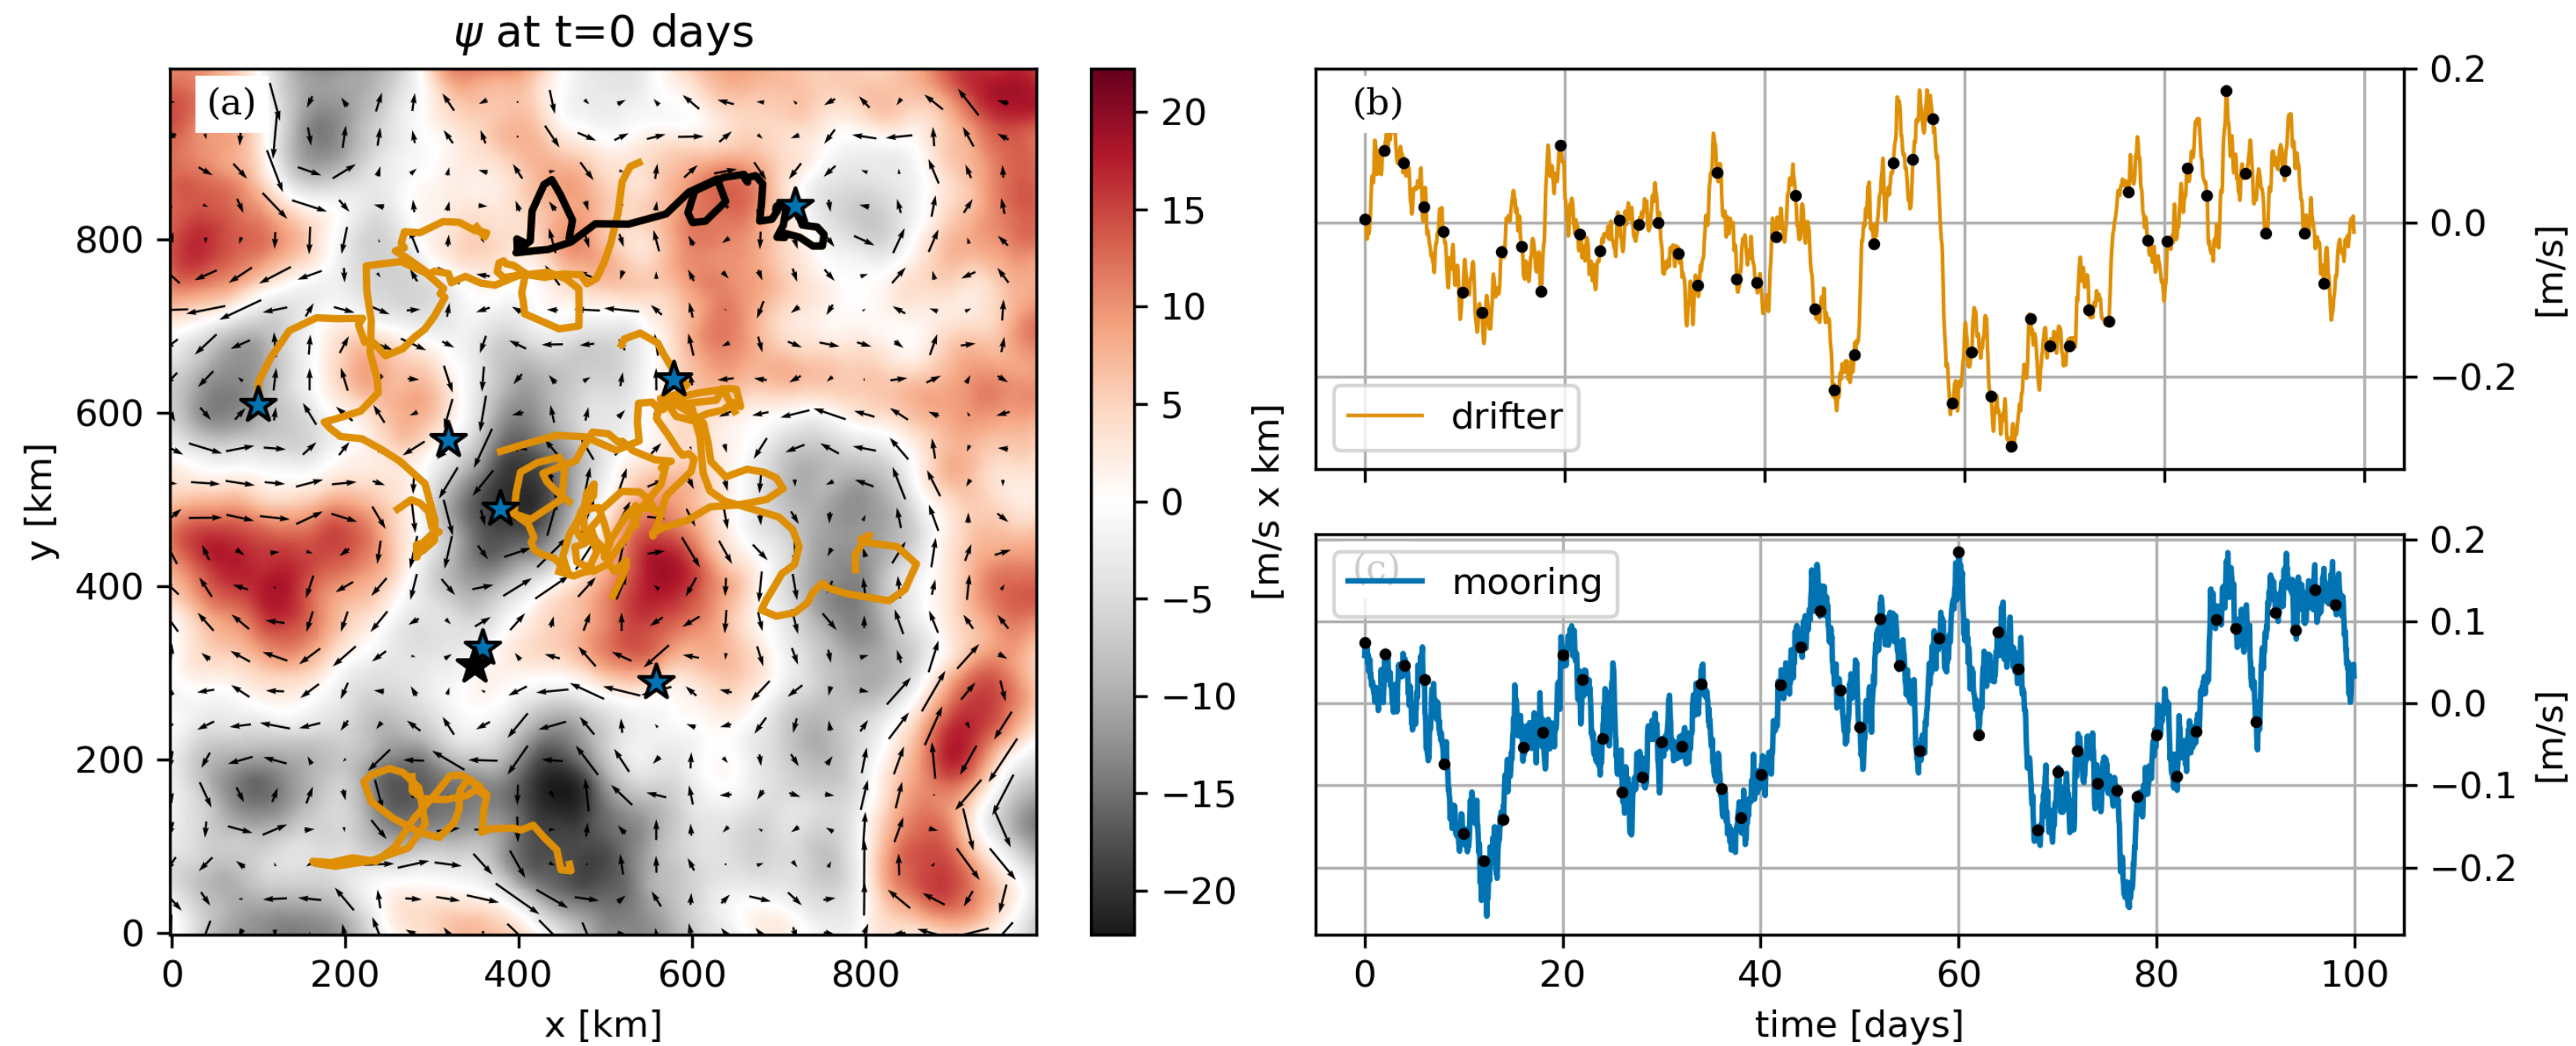 ψ at t=0 days
(a)
800
600
400
200
0
0 200 400 600 800
x [km]
y [km]
20
15
10
5
0
−5
−10
−15
−20
[m/s x km]
(b)
drifter
0.2
0.0
−0.2
[m/s]
(c)
mooring
0.2
0.1
0.0
−0.1
−0.2
[m/s]
0 20 40 60 80 100
time [days]